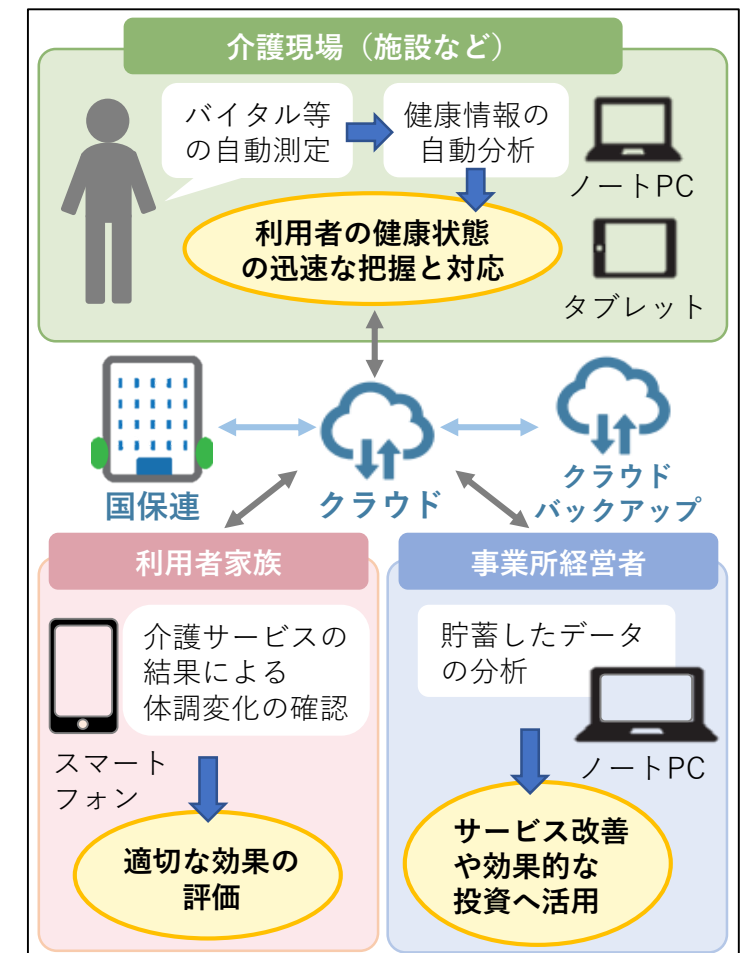 介護現場（施設など）
バイタル等
の自動測定
健康情報の
自動分析
ノートPC
利用者の健康状態
の迅速な把握と対応
タブレット
国保連
クラウド
クラウド
バックアップ
利用者家族
介護サービスの
結果による
体調変化の確認
スマート
フォン
適切な効果の
評価
事業所経営者
貯蓄したデータ
の分析
ノートPC
サービス改善
や効果的な
投資へ活用